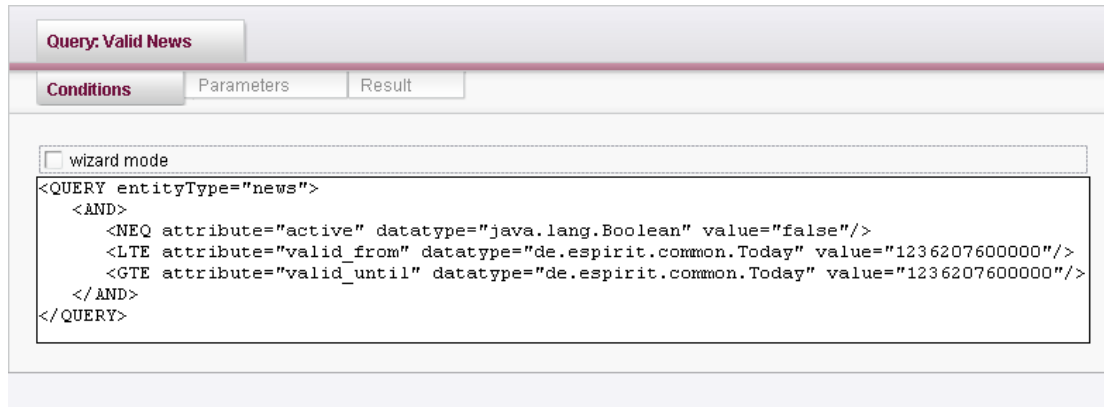 Query: Valid News
Conditions Parameters Result
wizard mode
<QUERY entityType="news">
<AND>
<NEQ attribute="active" datatype="java.lang.Boolean" value="false"/>
<LTE attribute="valid_from" datatype="de.espirit.common.Today" value="1236207600000"/>
<GTE attribute="valid_until" datatype="de.espirit.common.Today" value="1236207600000"/>
</AND>
</QUERY>